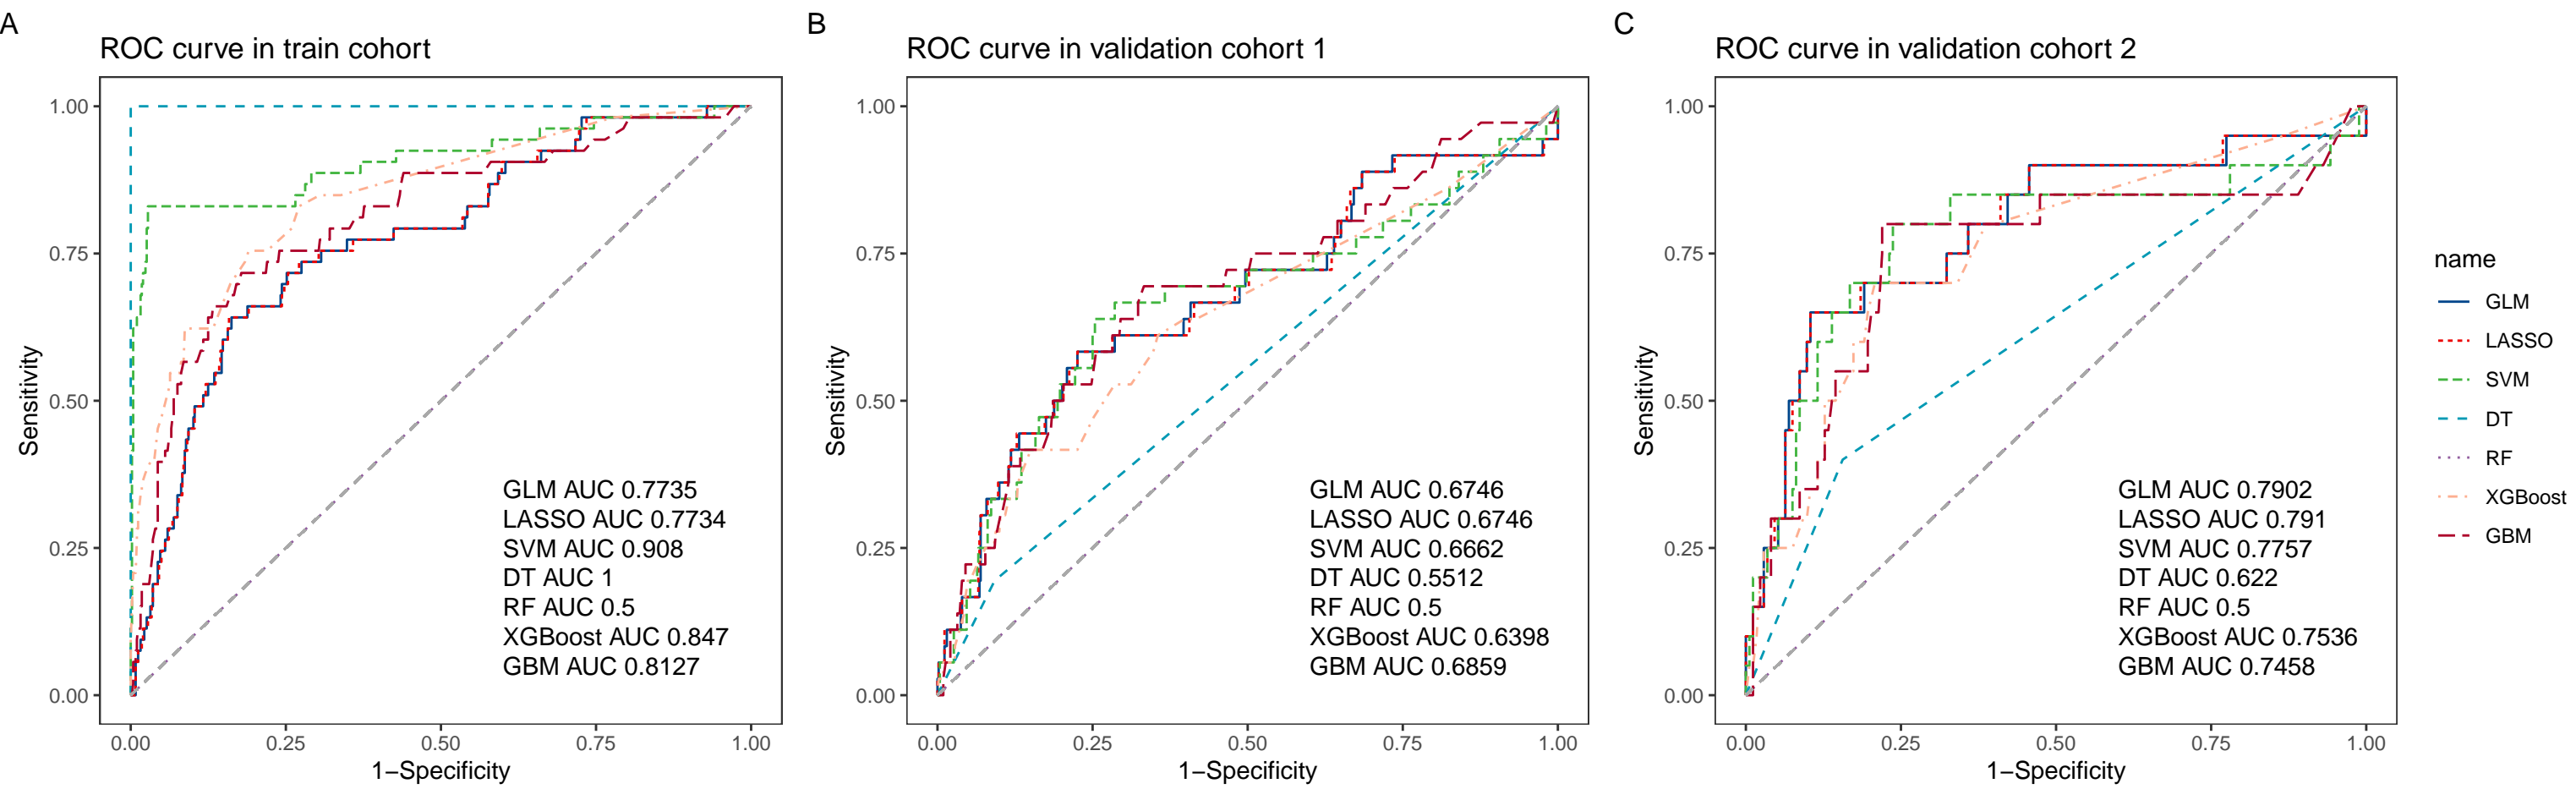 A
ROC curve in train cohort
1.00
0.75
0.50
0.25
0.00
Sensitivity
GLM AUC 0.7735
LASSO AUC 0.7734
SVM AUC 0.908
DT AUC 1
RF AUC 0.5
XGBoost AUC 0.847
GBM AUC 0.8127
0.00 0.25 0.50 0.75 1.00
1−Specificity
B
ROC curve in validation cohort 1
1.00
0.75
0.50
0.25
0.00
Sensitivity
GLM AUC 0.6746
LASSO AUC 0.6746
SVM AUC 0.6662
DT AUC 0.5512
RF AUC 0.5
XGBoost AUC 0.6398
GBM AUC 0.6859
0.00 0.25 0.50 0.75 1.00
1−Specificity
C
ROC curve in validation cohort 2
1.00
0.75
0.50
0.25
0.00
Sensitivity
GLM AUC 0.7902
LASSO AUC 0.791
SVM AUC 0.7757
DT AUC 0.622
RF AUC 0.5
XGBoost AUC 0.7536
GBM AUC 0.7458
0.00 0.25 0.50 0.75 1.00
1−Specificity
name
GLM
LASSO
SVM
DT
RF
XGBoost
GBM